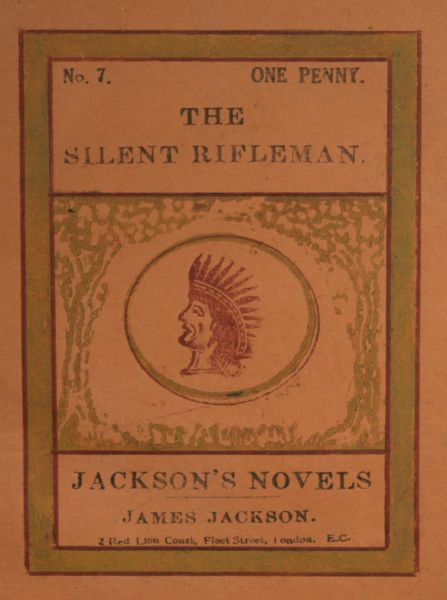 No. 7. ONE PENNY.
THE
SILENT RIFLEMAN.
JACKSON'S NOVELS
JAMES JACKSON.
2 Red Lion Court, Fleet Street, London. E.C.